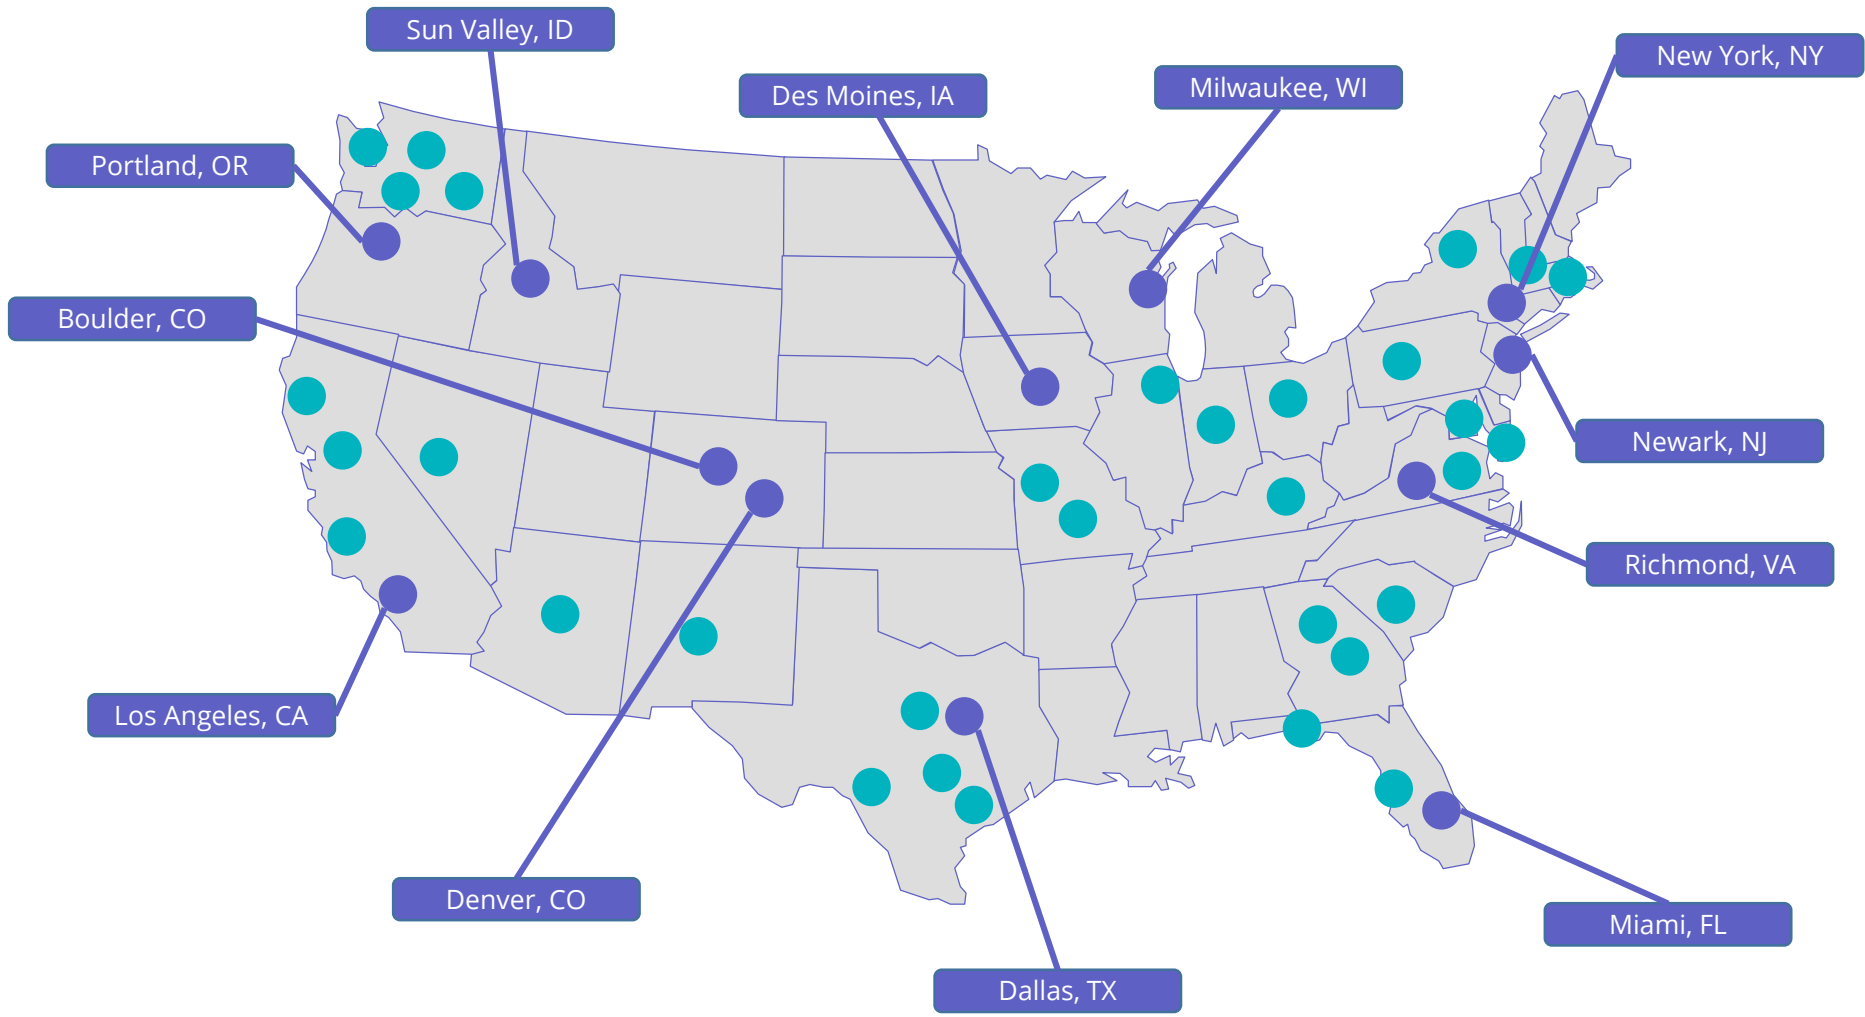 Sun Valley, ID
New York, NY
Milwaukee, WI
Des Moines, IA
Portland, OR
Boulder, CO
Newark, NJ
Richmond, VA
Los Angeles, CA
Denver, CO
Miami, FL
Dallas, TX